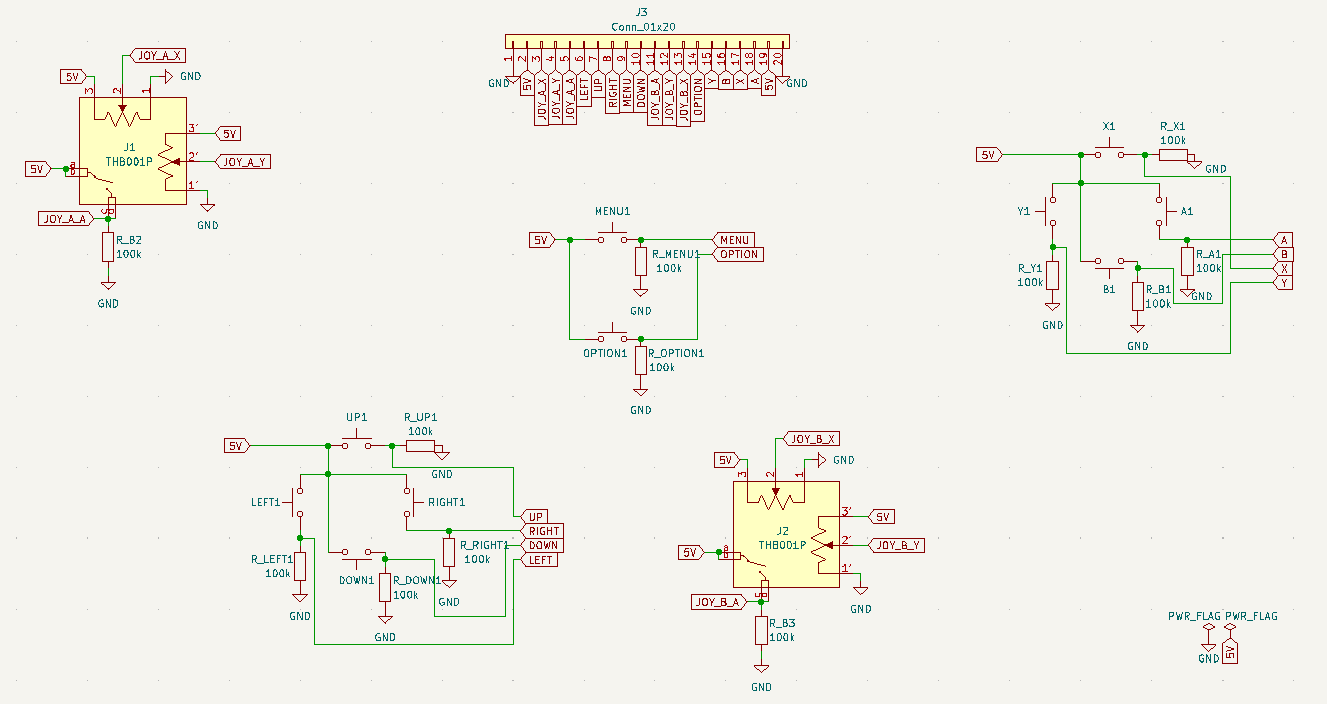 J3
Conn_01x20
1
2
3
4
5
6
7
8
9
10
11
12
13
14
15
16
17
18
19
20
GND
5V
JOY_A_X
JOY_A_Y
JOY_A_A
LEFT
UP
RIGHT
MENU
DOWN
JOY_B_A
JOY_B_Y
JOY_B_X
OPTION
Y
B
X
A
5V
GND
JOY_A_X
5V
GND
3
2
1
J1
THB001P
3'
5V
2'
JOY_A_Y
1'
GND
5V
JOY_A_A
R_B2
100k
GND
MENU1
5V
MENU
OPTION
R_MENU1
100k
GND
OPTION1
R_OPTION1
100k
GND
X1
R_X1
100k
5V
GND
Y1
A1
A
B
X
Y
R_A1
100k
GND
R_Y1
100k
GND
B1
R_B1
100k
GND
UP1
R_UP1
100k
5V
GND
LEFT1
RIGHT1
UP
RIGHT
DOWN
LEFT
R_RIGHT1
100k
GND
R_LEFT1
100k
GND
DOWN1
R_DOWN1
100k
GND
JOY_B_X
5V
GND
3
2
1
J2
THB001P
3'
5V
2'
JOY_B_Y
1'
GND
5V
JOY_B_A
R_B3
100k
GND
PWR_FLAG PWR_FLAG
GND
5V